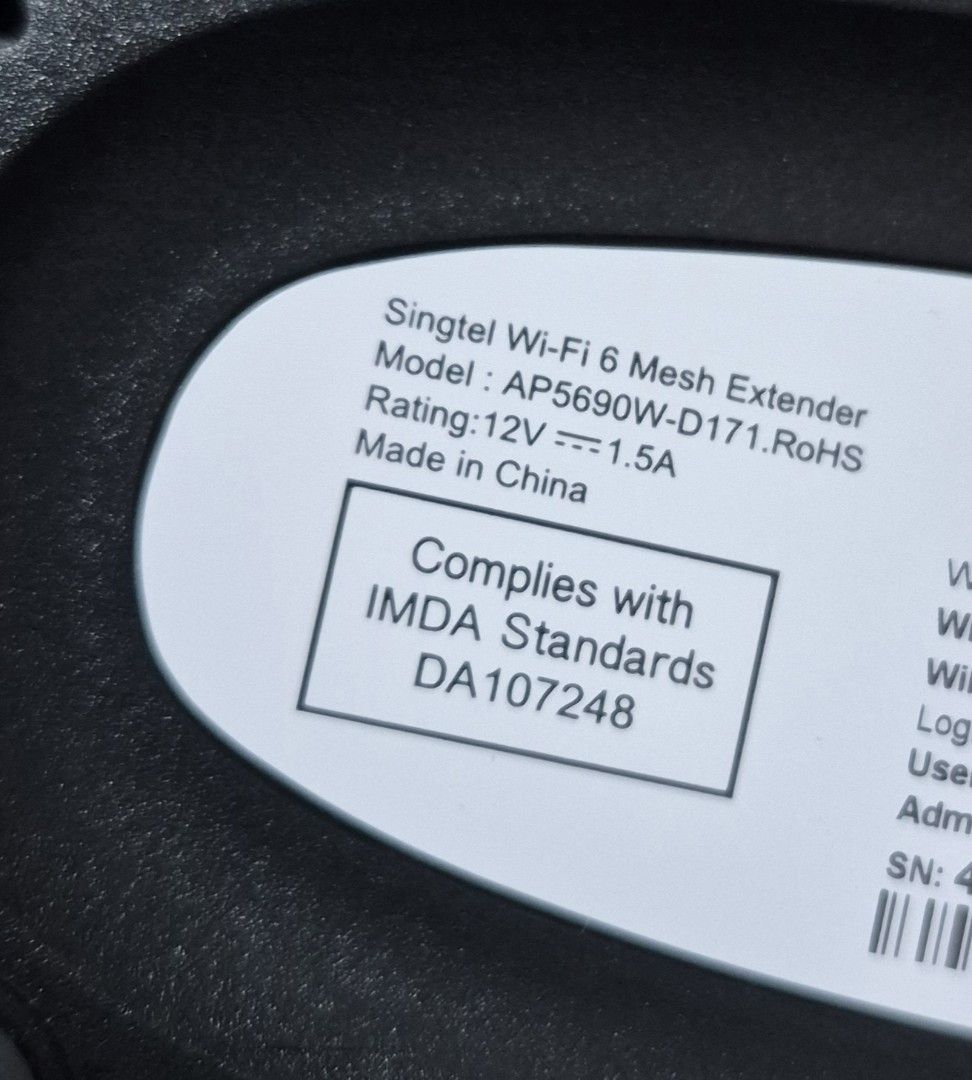 Singtel Wi-Fi 6 Mesh Extender
Model : AP5690W-D171.RoHS
Rating:12V ⎓ 1.5A
Made in China
Complies with
IMDA Standards
DA107248
SN: